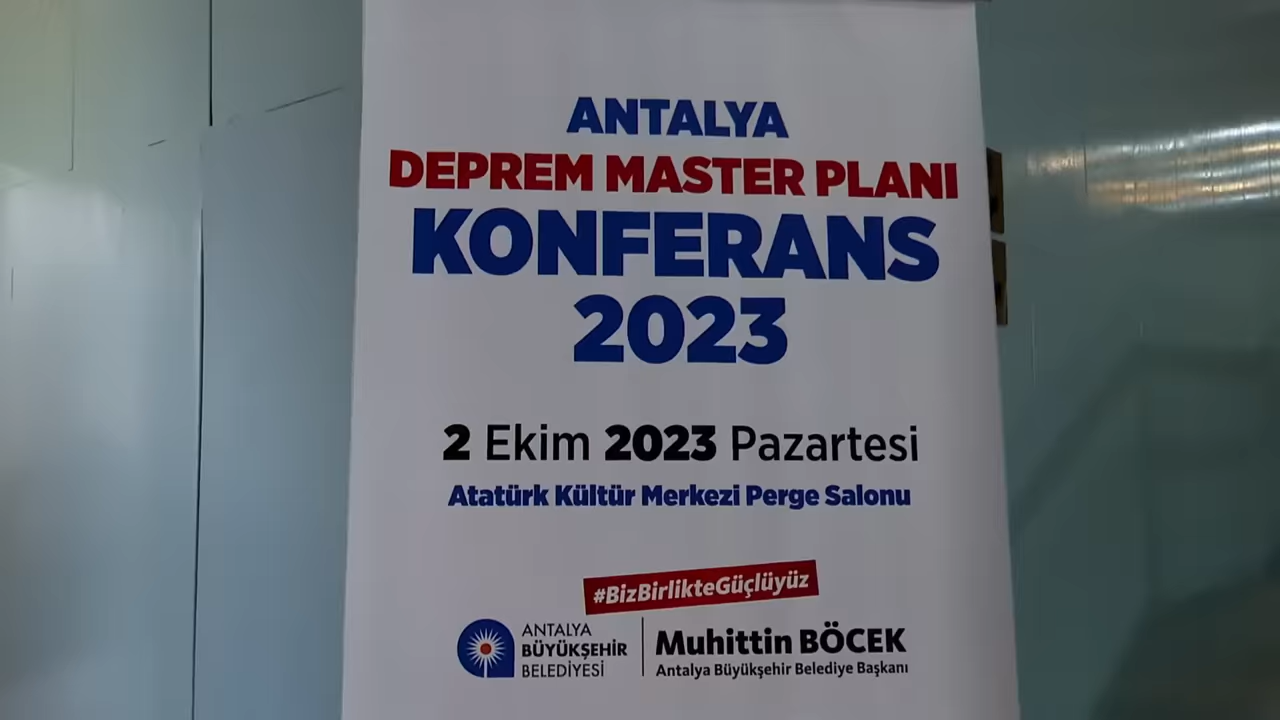 ANTALYA
DEPREM MASTER PLANI
KONFERANS
2023
2 Ekim 2023 Pazartesi
Atatürk Kültür Merkezi Perge Salonu
#BizBirlikteGüçlüyüz
ANTALYA
BÜYÜKŞEHİR
BELEDİYESİ
Muhittin BÖCEK
Antalya Büyükşehir Belediye Başkanı